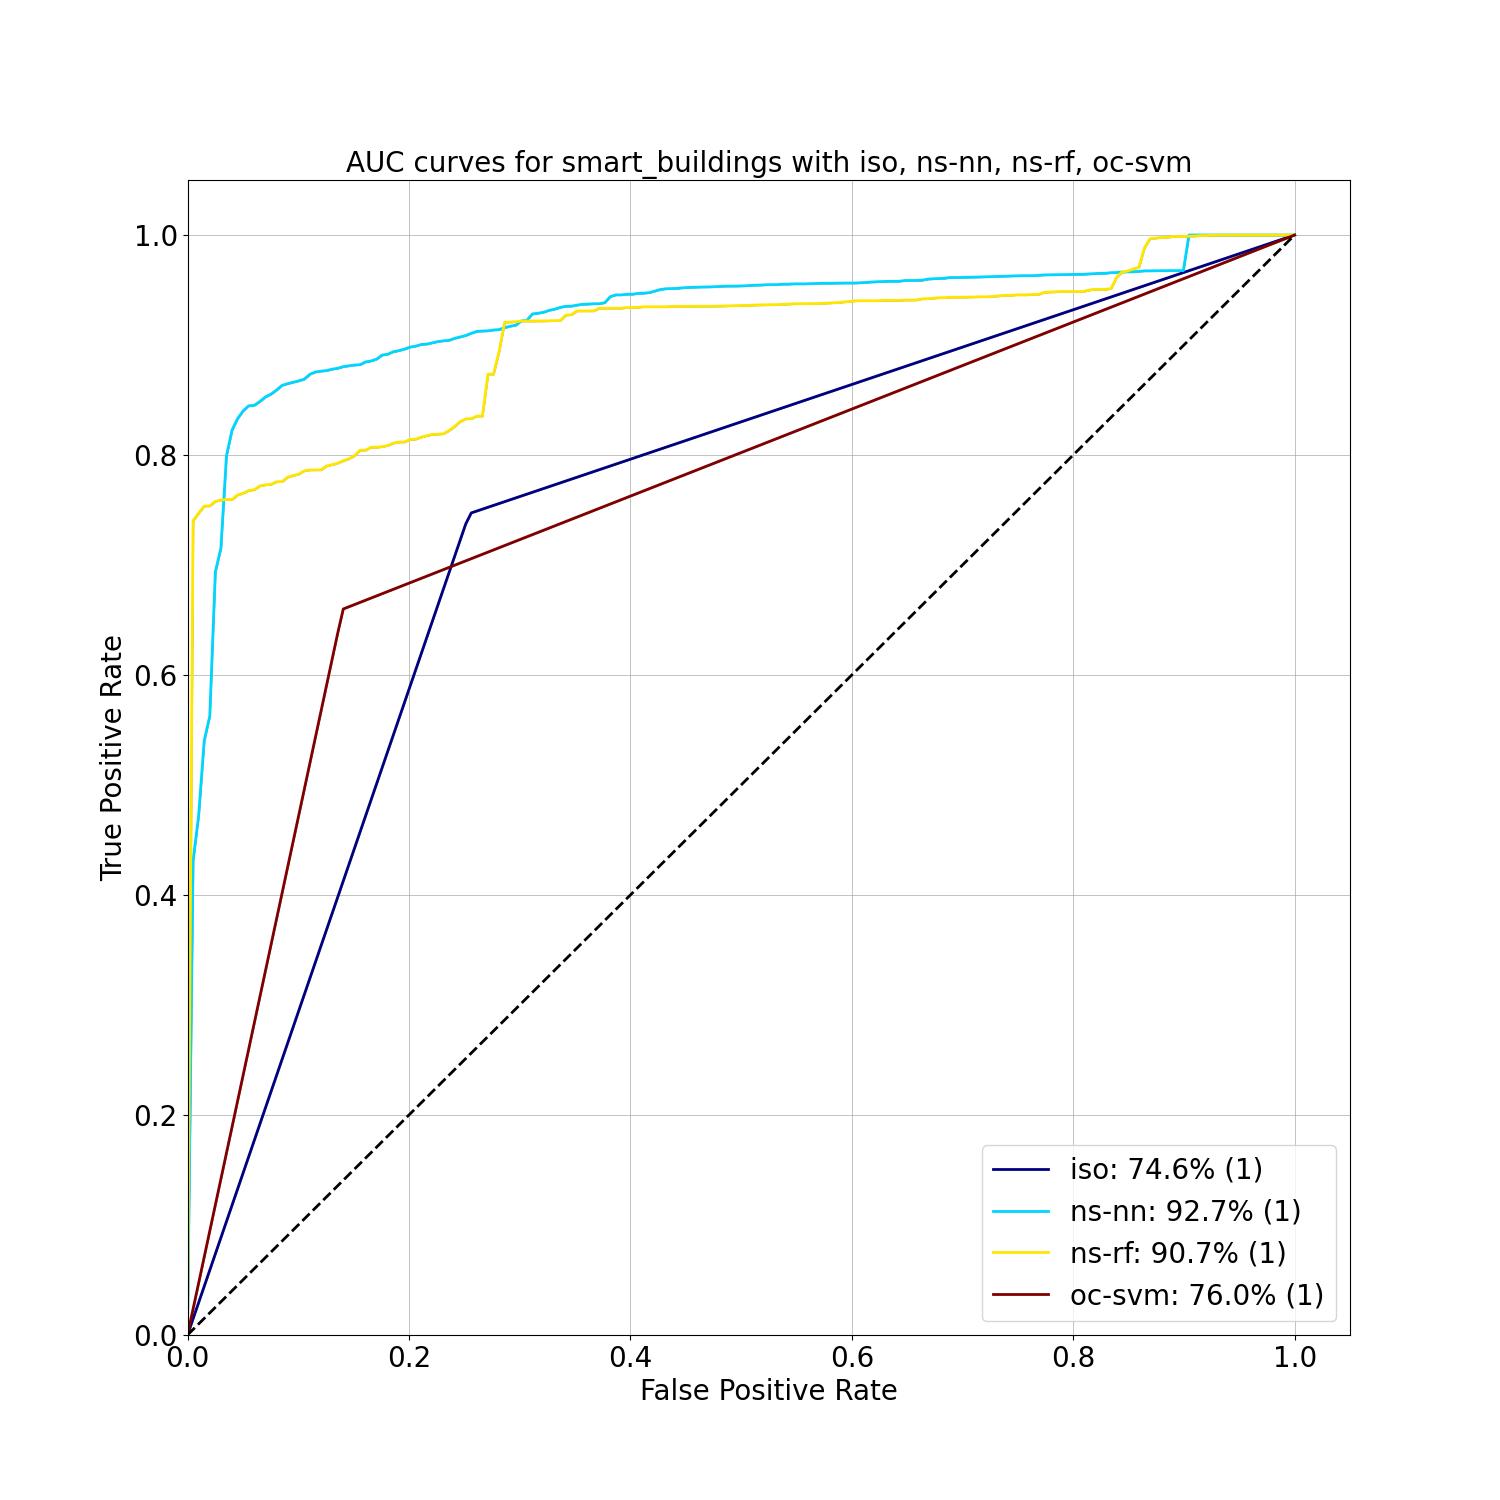 AUC curves for smart_buildings with iso, ns-nn, ns-rf, oc-svm
True Positive Rate
1.0
0.8
0.6
0.4
0.2
0.0
0.0 0.2 0.4 0.6 0.8 1.0
False Positive Rate
iso: 74.6% (1)
ns-nn: 92.7% (1)
ns-rf: 90.7% (1)
oc-svm: 76.0% (1)